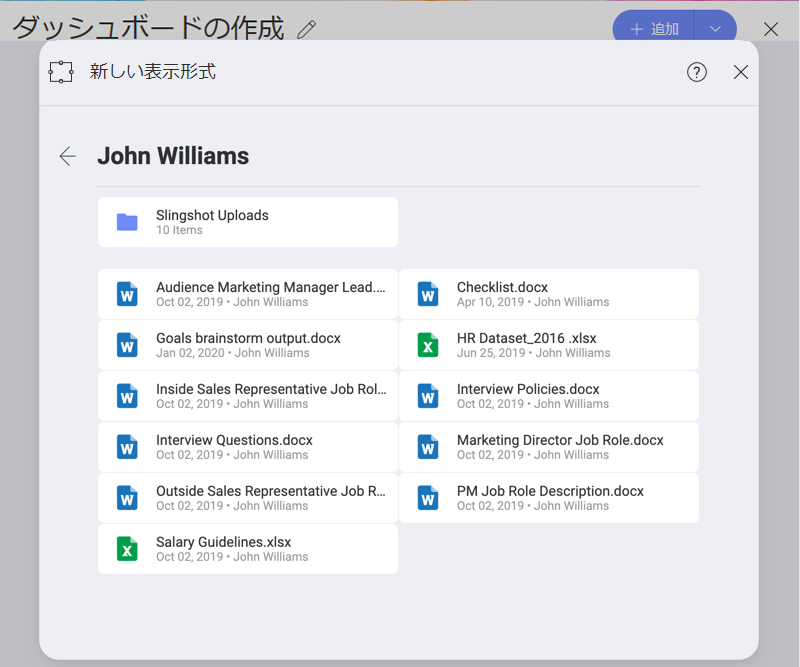 ダッシュボードの作成
追加
新しい表示形式
John Williams
Slingshot Uploads
10 Items
Audience Marketing Manager Lead....
Oct 02, 2019 • John Williams
Checklist.docx
Apr 10, 2019 • John Williams
Goals brainstorm output.docx
Jan 02, 2020 • John Williams
HR Dataset_2016 .xlsx
Jun 25, 2019 • John Williams
Inside Sales Representative Job Rol...
Oct 02, 2019 • John Williams
Interview Policies.docx
Oct 02, 2019 • John Williams
Interview Questions.docx
Oct 02, 2019 • John Williams
Marketing Director Job Role.docx
Oct 02, 2019 • John Williams
Outside Sales Representative Job R...
Oct 02, 2019 • John Williams
PM Job Role Description.docx
Oct 02, 2019 • John Williams
Salary Guidelines.xlsx
Oct 02, 2019 • John Williams